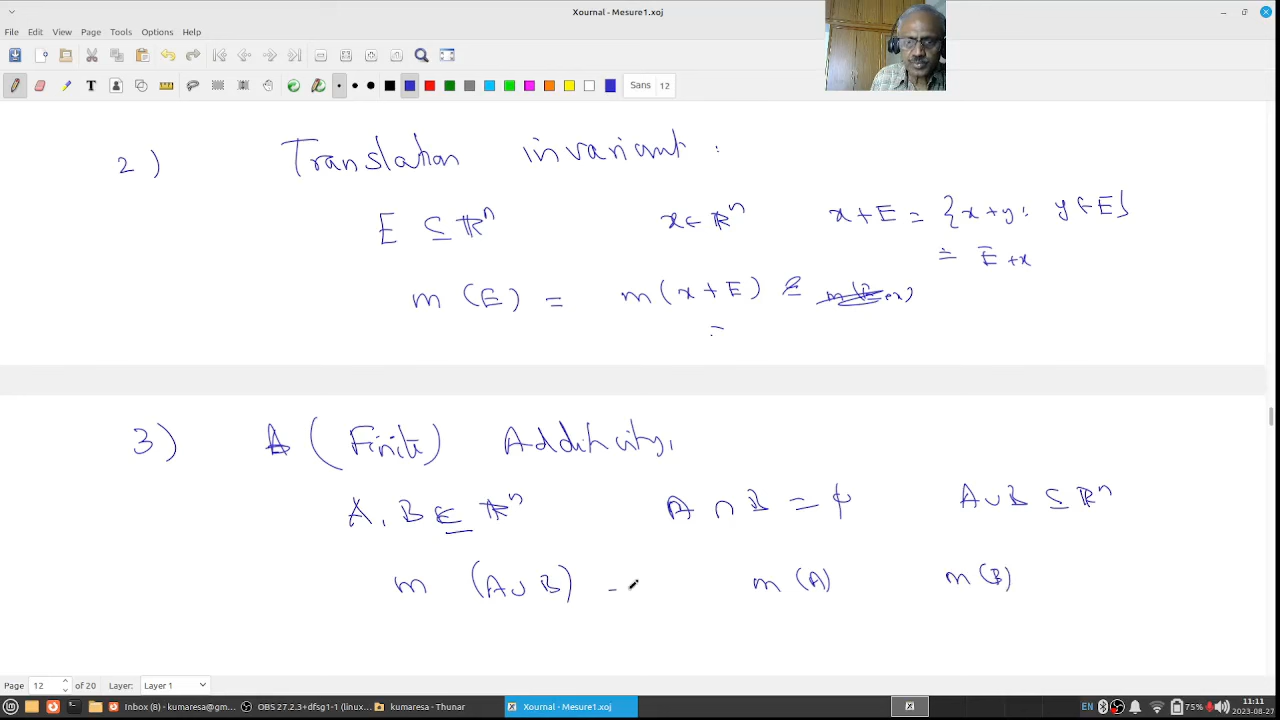 Xournal - Mesure1.xoj
File Edit View Page Tools Options Help
Sans 12
2) Translation invariant.
E ⊆ ℝⁿ x ∈ ℝⁿ x + E = {x + y : y ∈ E}
= E + x
m (E) = m(x + E)
=
3) (Finite) Additivity.
A, B ⊆ ℝⁿ A ∩ B = φ A ∪ B ⊆ ℝⁿ
m (A ∪ B) - m (A) m (B)
Page 12 of 20 Layer: Layer 1
Inbox (8) - kumaresa@gm... OBS 27.2.3+dfsg1-1 (linux... kumaresa - Thunar Xournal - Mesure1.xoj EN 75% 11:11
2023-08-27